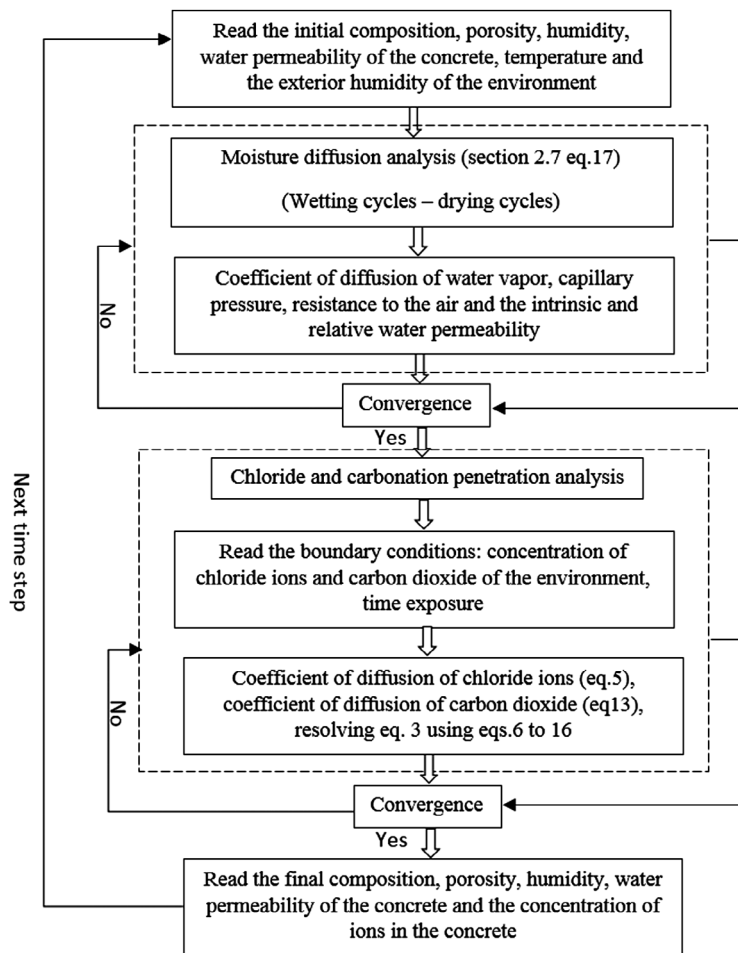 Read the initial composition, porosity, humidity,
water permeability of the concrete, temperature and
the exterior humidity of the environment
Moisture diffusion analysis (section 2.7 eq.17)
(Wetting cycles – drying cycles)
Coefficient of diffusion of water vapor, capillary
pressure, resistance to the air and the intrinsic and
relative water permeability
No
Convergence
Yes
Chloride and carbonation penetration analysis
Read the boundary conditions: concentration of
chloride ions and carbon dioxide of the environment,
time exposure
Coefficient of diffusion of chloride ions (eq.5),
coefficient of diffusion of carbon dioxide (eq13),
resolving eq. 3 using eqs.6 to 16
No
Convergence
Yes
Read the final composition, porosity, humidity, water
permeability of the concrete and the concentration of
ions in the concrete
Next time step